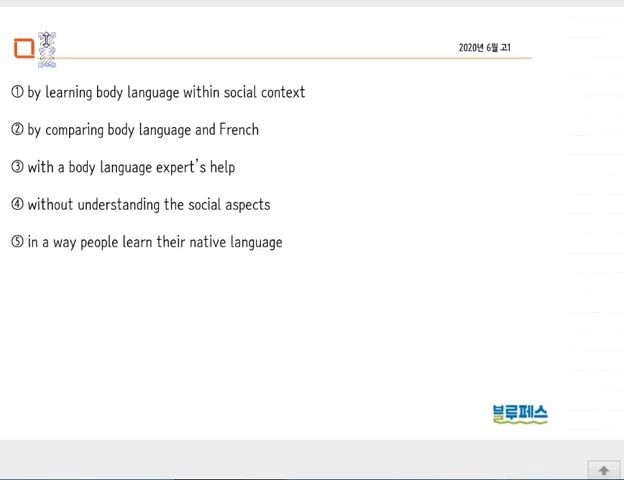 2020년 6월 고1
① by learning body language within social context
② by comparing body language and French
③ with a body language expert's help
④ without understanding the social aspects
⑤ in a way people learn their native language
블루페스